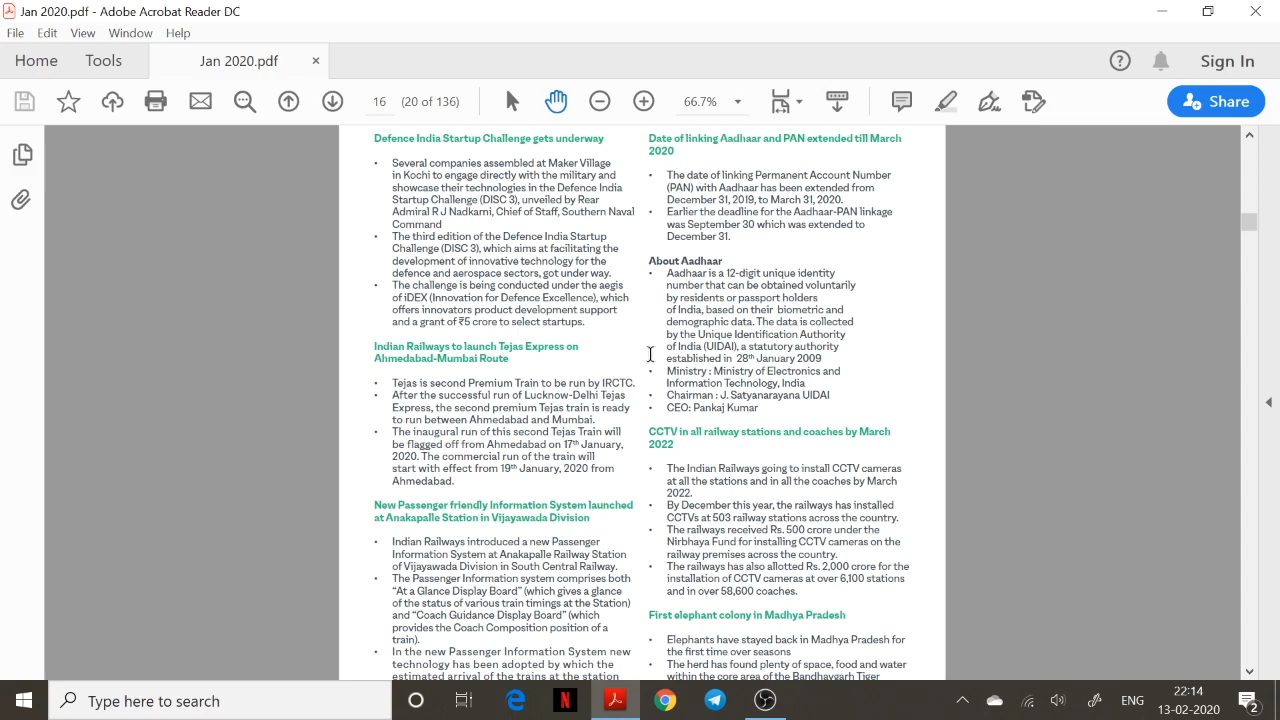 Jan 2020.pdf - Adobe Acrobat Reader DC
File Edit View Window Help
Home Tools Jan 2020.pdf × Sign In
16 (20 of 136) 66.7% Share
Defence India Startup Challenge gets underway
• Several companies assembled at Maker Village
in Kochi to engage directly with the military and
showcase their technologies in the Defence India
Startup Challenge (DISC 3), unveiled by Rear
Admiral R J Nadkarni, Chief of Staff, Southern Naval
Command
• The third edition of the Defence India Startup
Challenge (DISC 3), which aims at facilitating the
development of innovative technology for the
defence and aerospace sectors, got under way.
• The challenge is being conducted under the aegis
of iDEX (Innovation for Defence Excellence), which
offers innovators product development support
and a grant of ₹5 crore to select startups.
Indian Railways to launch Tejas Express on
Ahmedabad-Mumbai Route
• Tejas is second Premium Train to be run by IRCTC.
• After the successful run of Lucknow-Delhi Tejas
Express, the second premium Tejas train is ready
to run between Ahmedabad and Mumbai.
• The inaugural run of this second Tejas Train will
be flagged off from Ahmedabad on 17th January,
2020. The commercial run of the train will
start with effect from 19th January, 2020 from
Ahmedabad.
New Passenger friendly Information System launched
at Anakapalle Station in Vijayawada Division
• Indian Railways introduced a new Passenger
Information System at Anakapalle Railway Station
of Vijayawada Division in South Central Railway.
• The Passenger Information system comprises both
“At a Glance Display Board” (which gives a glance
of the status of various train timings at the Station)
and “Coach Guidance Display Board” (which
provides the Coach Composition position of a
train).
• In the new Passenger Information System new
technology has been adopted by which the
estimated arrival of the trains at the station
Date of linking Aadhaar and PAN extended till March
2020
• The date of linking Permanent Account Number
(PAN) with Aadhaar has been extended from
December 31, 2019, to March 31, 2020.
• Earlier the deadline for the Aadhaar-PAN linkage
was September 30 which was extended to
December 31.
About Aadhaar
• Aadhaar is a 12-digit unique identity
number that can be obtained voluntarily
by residents or passport holders
of India, based on their biometric and
demographic data. The data is collected
by the Unique Identification Authority
of India (UIDAI), a statutory authority
established in 28th January 2009
• Ministry : Ministry of Electronics and
Information Technology, India
• Chairman : J. Satyanarayana UIDAI
• CEO: Pankaj Kumar
CCTV in all railway stations and coaches by March
2022
• The Indian Railways going to install CCTV cameras
at all the stations and in all the coaches by March
2022.
• By December this year, the railways has installed
CCTVs at 503 railway stations across the country.
• The railways received Rs. 500 crore under the
Nirbhaya Fund for installing CCTV cameras on the
railway premises across the country.
• The railways has also allotted Rs. 2,000 crore for the
installation of CCTV cameras at over 6,100 stations
and in over 58,600 coaches.
First elephant colony in Madhya Pradesh
• Elephants have stayed back in Madhya Pradesh for
the first time over seasons
• The herd has found plenty of space, food and water
within the core area of the Bandhavgarh Tiger
Type here to search
ENG
22:14
13-02-2020
2